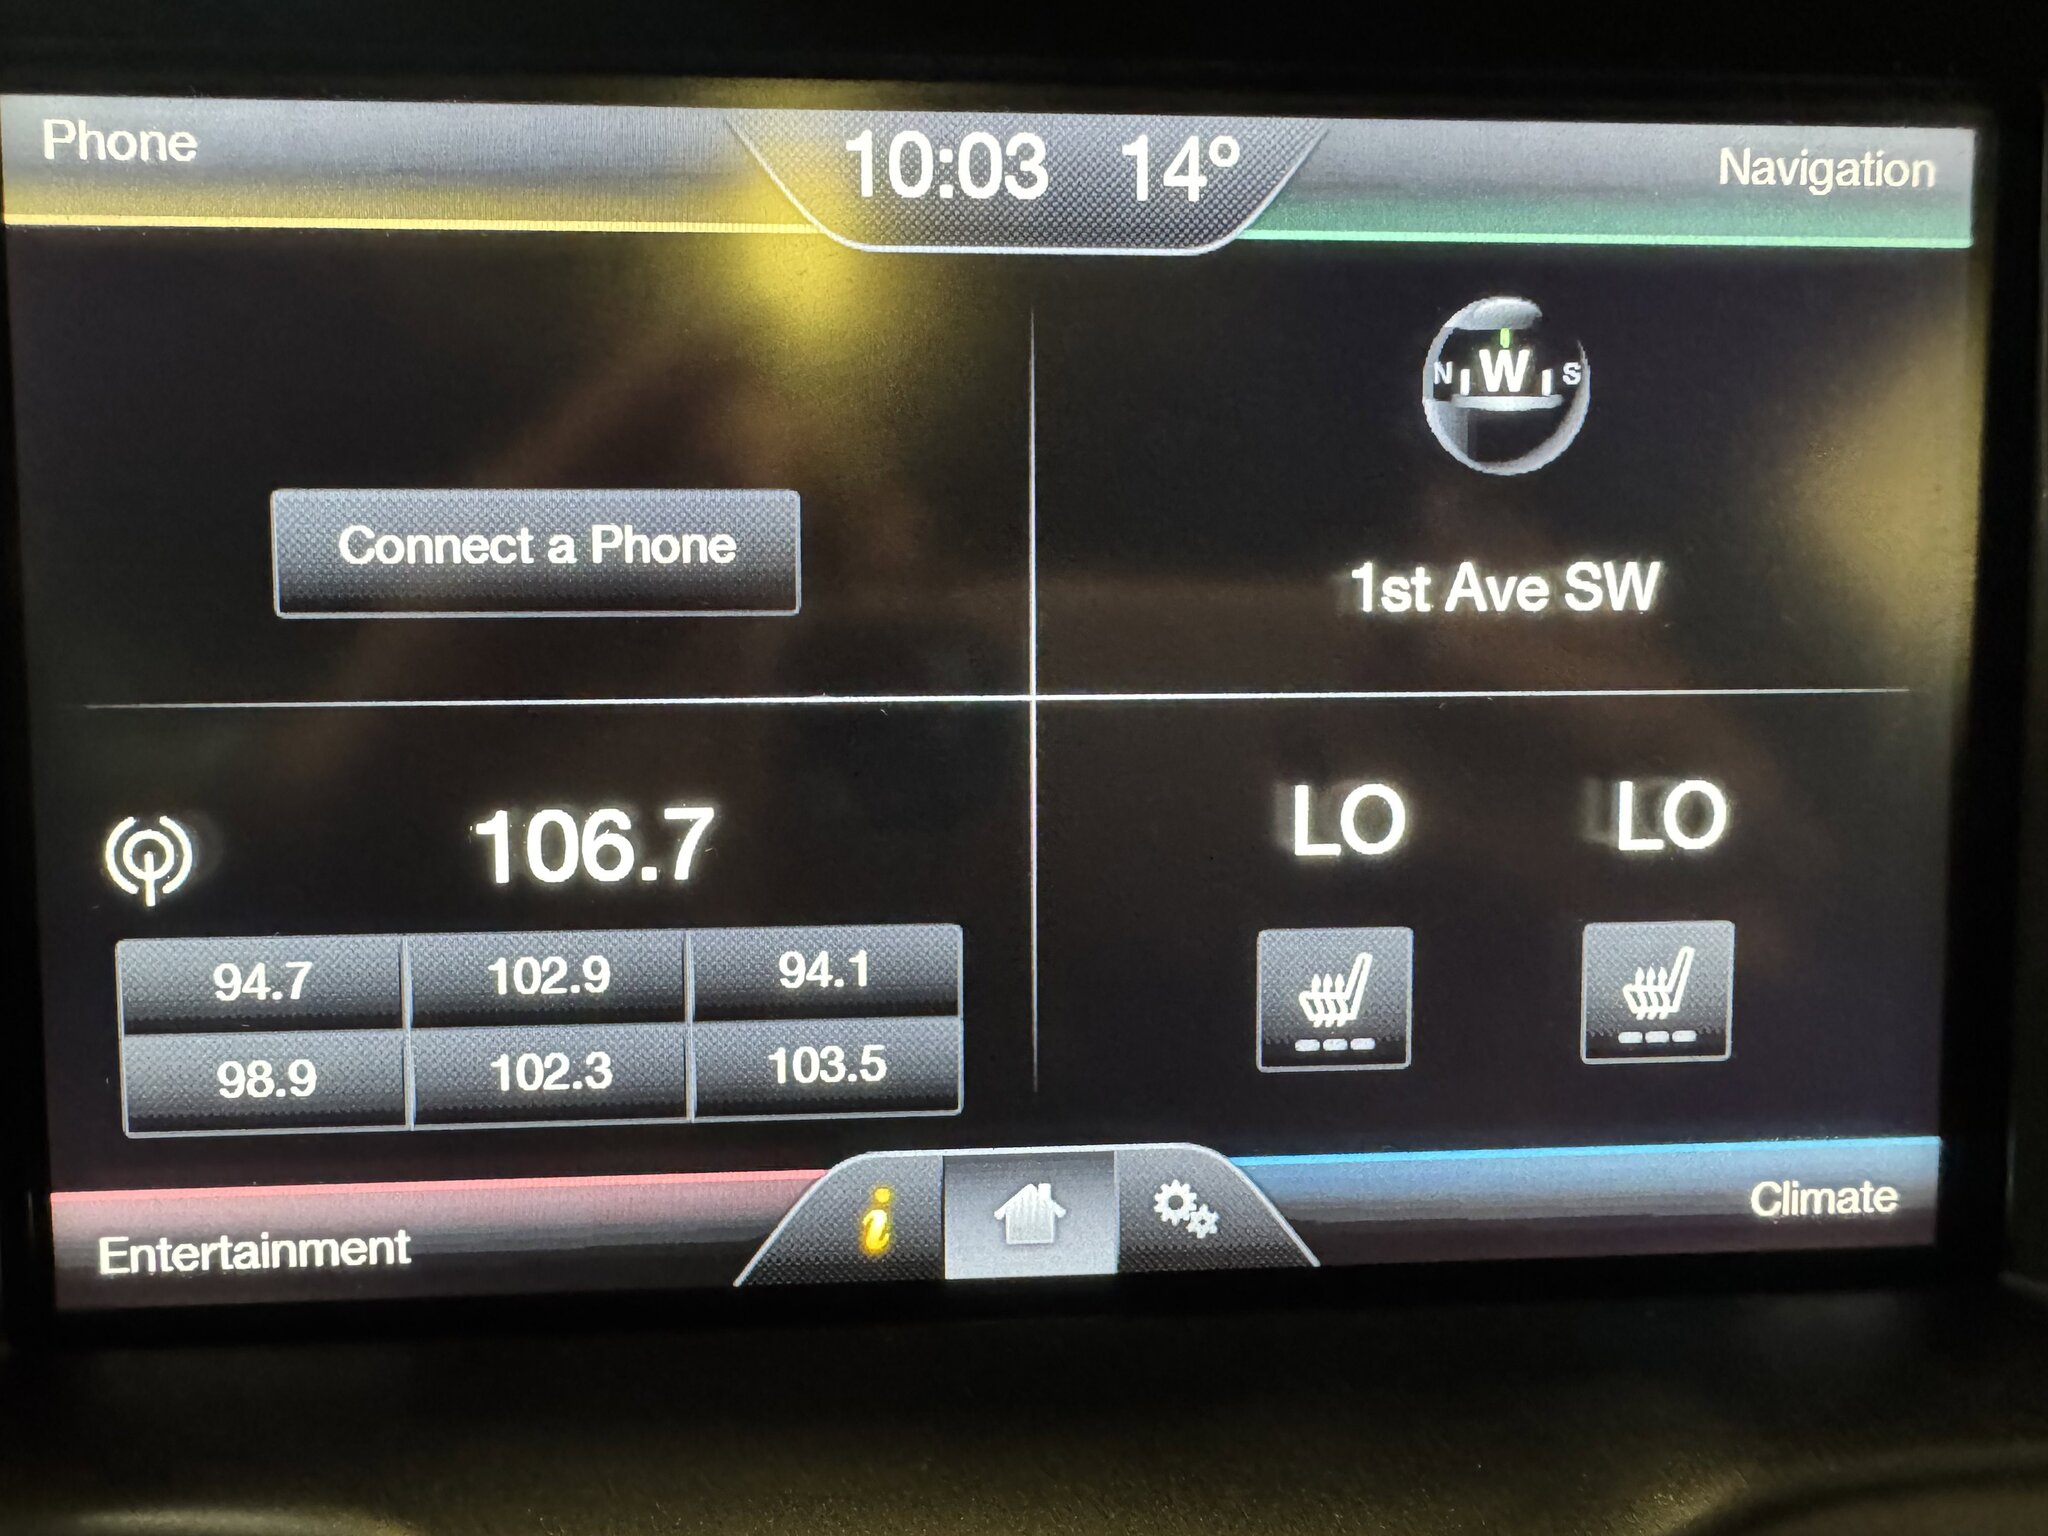 Phone
10:03 14°
Navigation
N W S
Connect a Phone
1st Ave SW
106.7
LO LO
94.7 102.9 94.1
98.9 102.3 103.5
Entertainment
i
Climate